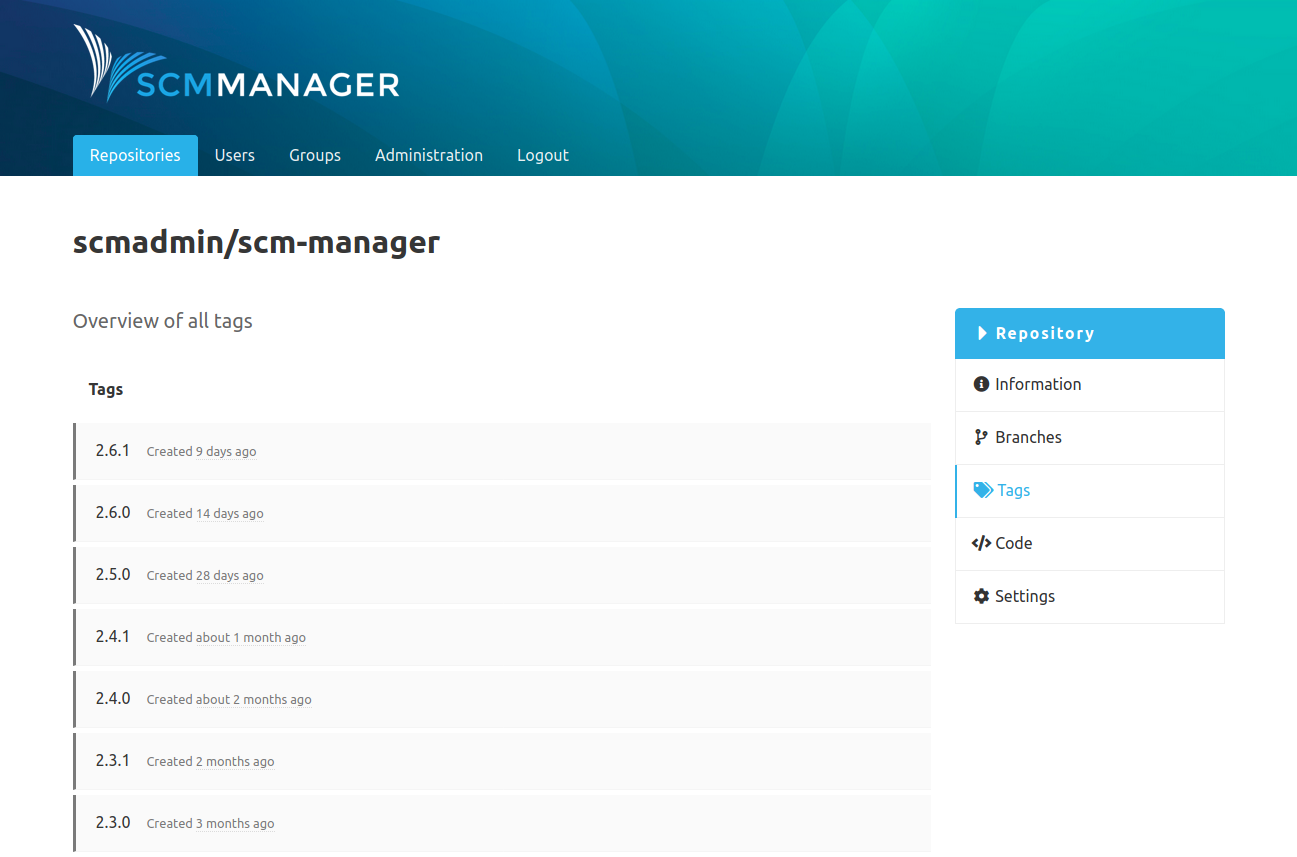 SCMMANAGER
Repositories Users Groups Administration Logout
scmadmin/scm-manager
Overview of all tags
Tags
2.6.1 Created 9 days ago
2.6.0 Created 14 days ago
2.5.0 Created 28 days ago
2.4.1 Created about 1 month ago
2.4.0 Created about 2 months ago
2.3.1 Created 2 months ago
2.3.0 Created 3 months ago
Repository
Information
Branches
Tags
Code
Settings